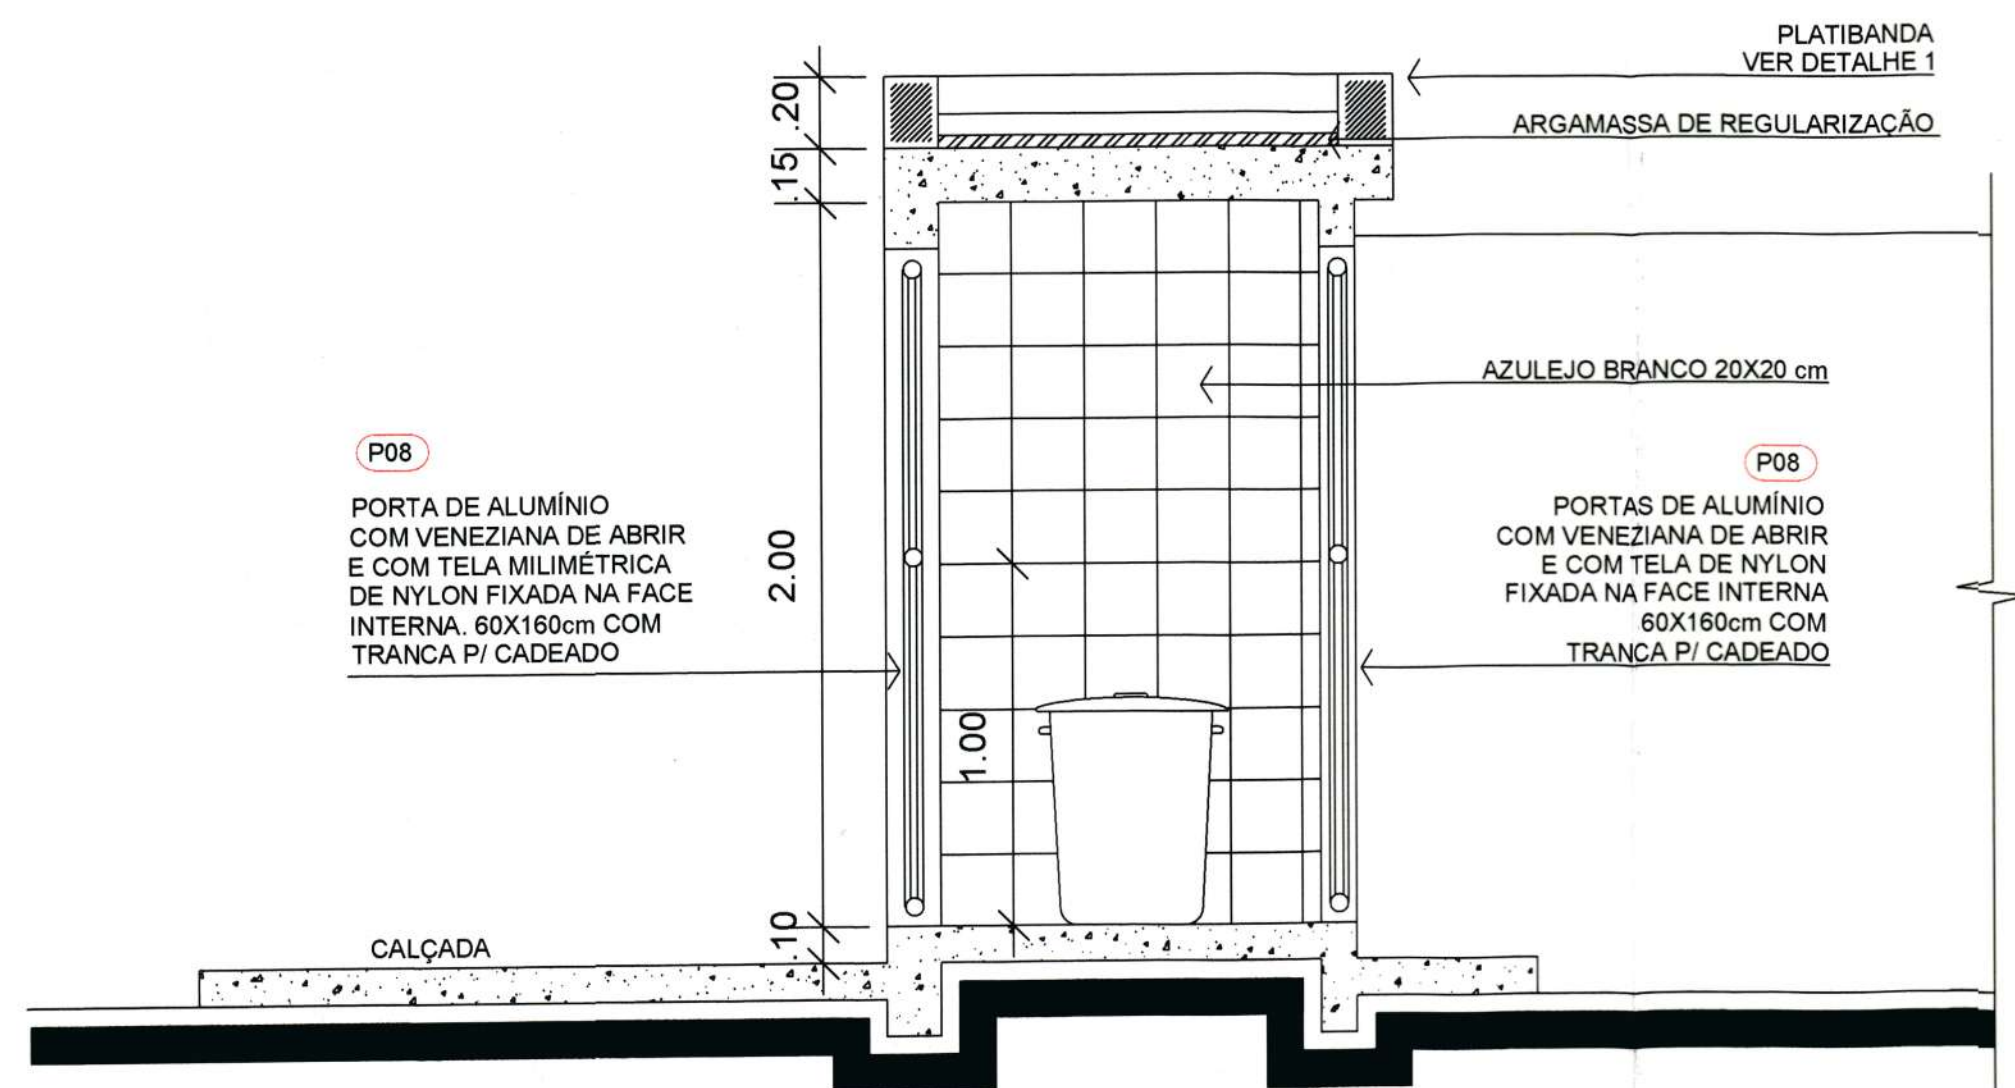 PLATIBANDA
VER DETALHE 1
.20
ARGAMASSA DE REGULARIZAÇÃO
.15
AZULEJO BRANCO 20X20 cm
P08
PORTA DE ALUMÍNIO
COM VENEZIANA DE ABRIR
E COM TELA MILIMÉTRICA
DE NYLON FIXADA NA FACE
INTERNA. 60X160cm COM
TRANCA P/ CADEADO
2.00
P08
PORTAS DE ALUMÍNIO
COM VENEZIANA DE ABRIR
E COM TELA DE NYLON
FIXADA NA FACE INTERNA
60X160cm COM
TRANCA P/ CADEADO
1.00
.10
CALÇADA